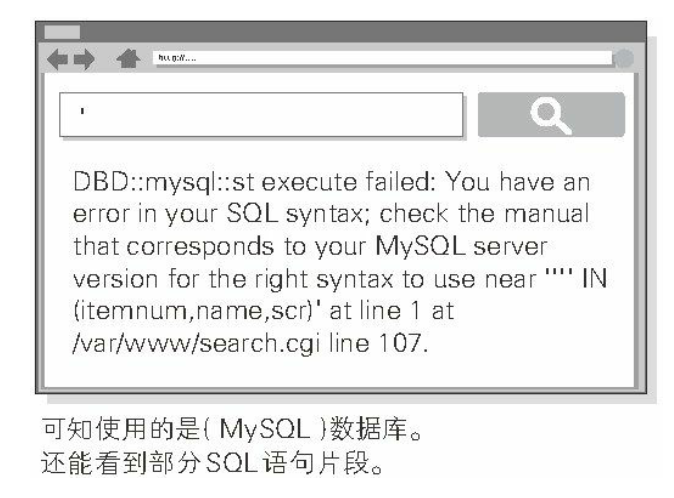 '
DBD::mysql::st execute failed: You have an
error in your SQL syntax; check the manual
that corresponds to your MySQL server
version for the right syntax to use near '''' IN
(itemnum,name,scr)' at line 1 at
/var/www/search.cgi line 107.
可知使用的是( MySQL )数据库。
还能看到部分SQL语句片段。